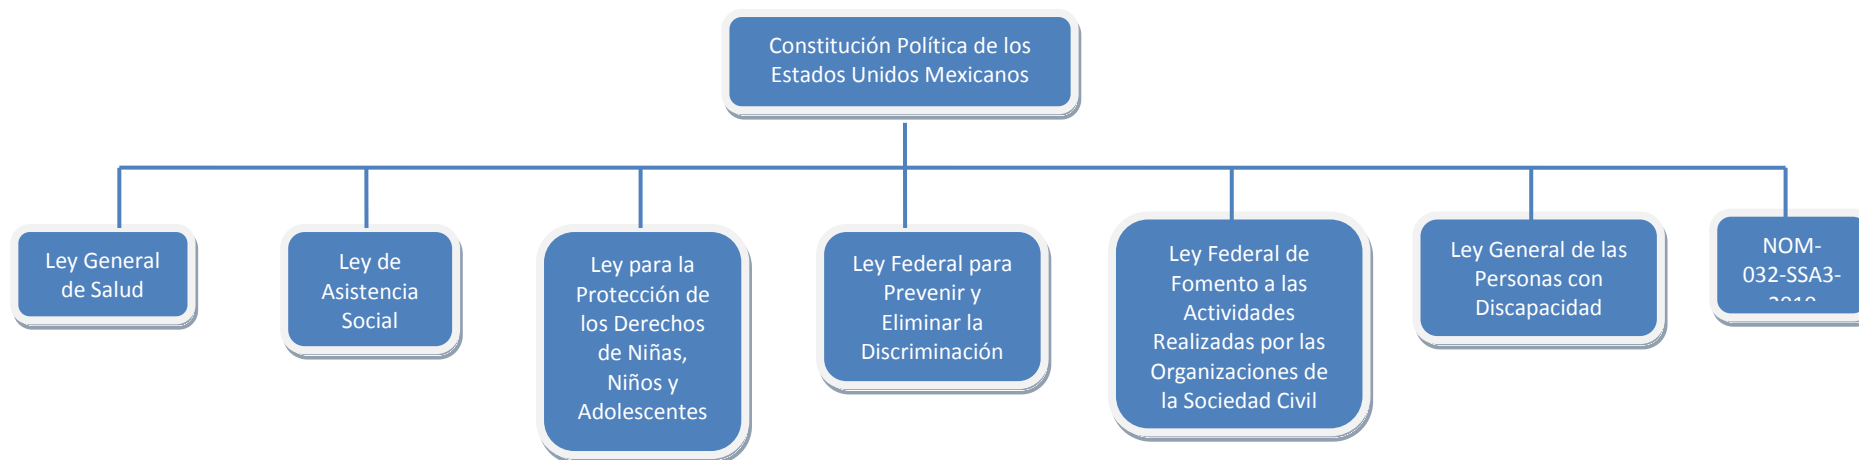 Constitución Política de los
Estados Unidos Mexicanos
Ley General
de Salud
Ley de
Asistencia
Social
Ley para la
Protección de
los Derechos
de Niñas,
Niños y
Adolescentes
Ley Federal para
Prevenir y
Eliminar la
Discriminación
Ley Federal de
Fomento a las
Actividades
Realizadas por las
Organizaciones de
la Sociedad Civil
Ley General de las
Personas con
Discapacidad
NOM-
032-SSA3-